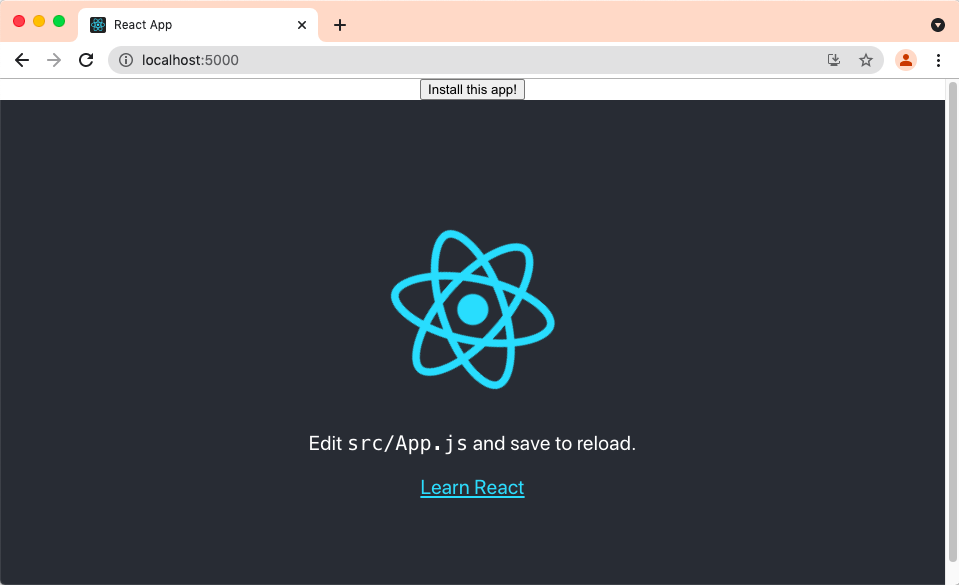 React App
localhost:5000
Install this app!
Edit src/App.js and save to reload.
Learn React